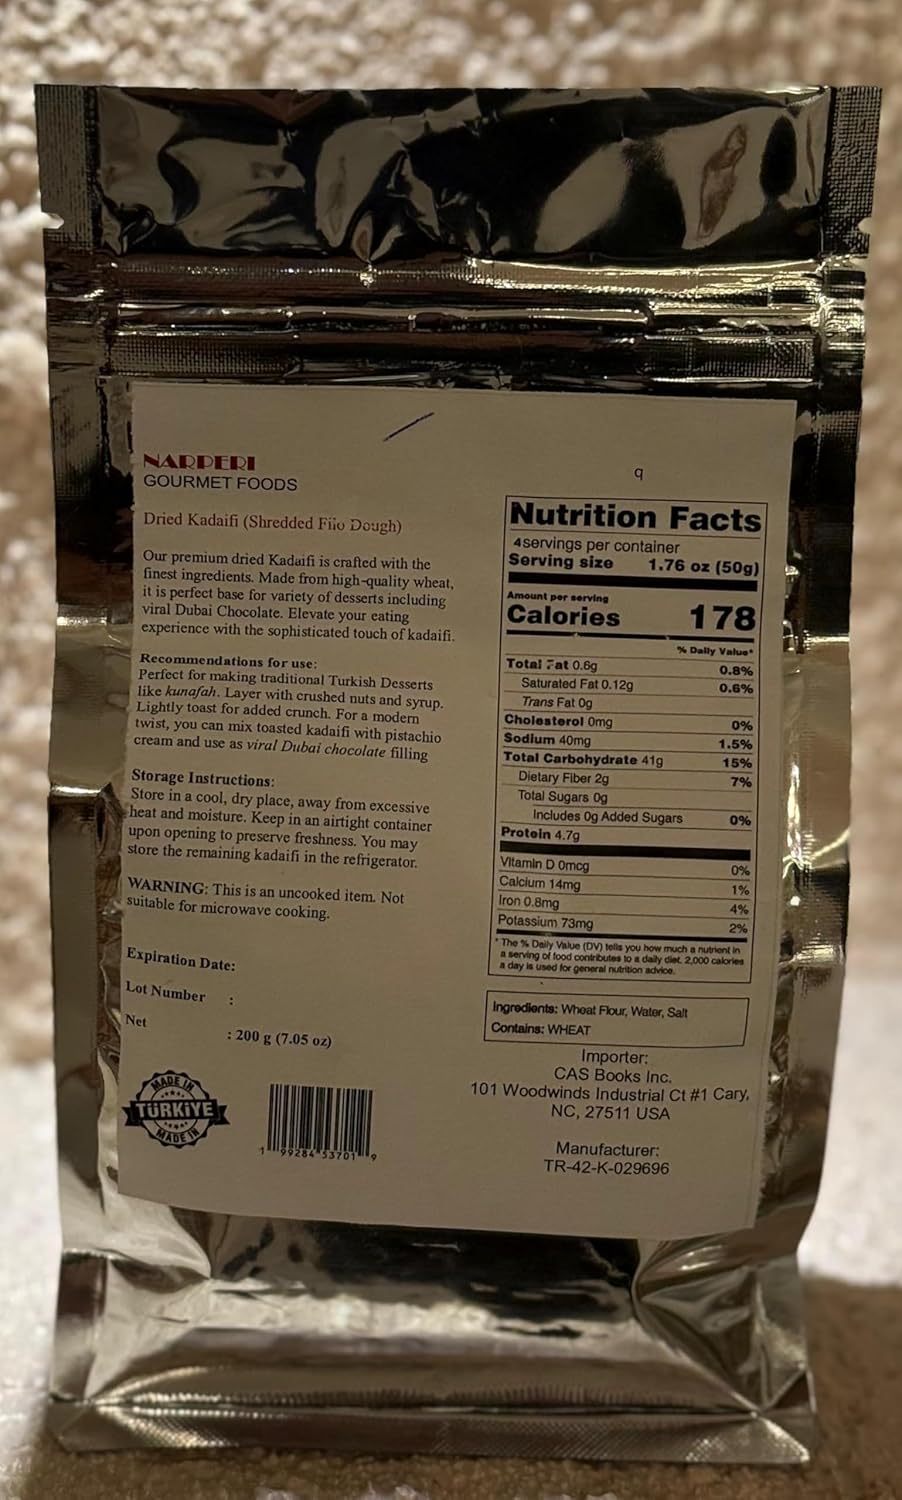 NARPERI
GOURMET FOODS
Dried Kadaifi (Shredded Filo Dough)
Our premium dried Kadaifi is crafted with the
finest ingredients. Made from high-quality wheat,
it is perfect base for variety of desserts including
viral Dubai Chocolate. Elevate your eating
experience with the sophisticated touch of kadaifi.
Recommendations for use:
Perfect for making traditional Turkish Desserts
like kunafah. Layer with crushed nuts and syrup.
Lightly toast for added crunch. For a modern
twist, you can mix toasted kadaifi with pistachio
cream and use as viral Dubai chocolate filling
Storage Instructions:
Store in a cool, dry place, away from excessive
heat and moisture. Keep in an airtight container
upon opening to preserve freshness. You may
store the remaining kadaifi in the refrigerator.
WARNING: This is an uncooked item. Not
suitable for microwave cooking.
Expiration Date:
Lot Number :
Net : 200 g (7.05 oz)
MADE IN
TÜRKİYE
MADE IN
1 99284 53701 9
q
Nutrition Facts
4servings per container
Serving size 1.76 oz (50g)
Amount per serving
Calories 178
% Daily Value*
Total Fat 0.6g 0.8%
Saturated Fat 0.12g 0.6%
Trans Fat 0g
Cholesterol 0mg 0%
Sodium 40mg 1.5%
Total Carbohydrate 41g 15%
Dietary Fiber 2g 7%
Total Sugars 0g
Includes 0g Added Sugars 0%
Protein 4.7g
Vitamin D 0mcg 0%
Calcium 14mg 1%
Iron 0.8mg 4%
Potassium 73mg 2%
* The % Daily Value (DV) tells you how much a nutrient in
a serving of food contributes to a daily diet. 2,000 calories
a day is used for general nutrition advice.
Ingredients: Wheat Flour, Water, Salt
Contains: WHEAT
Importer:
CAS Books Inc.
101 Woodwinds Industrial Ct #1 Cary,
NC, 27511 USA
Manufacturer:
TR-42-K-029696